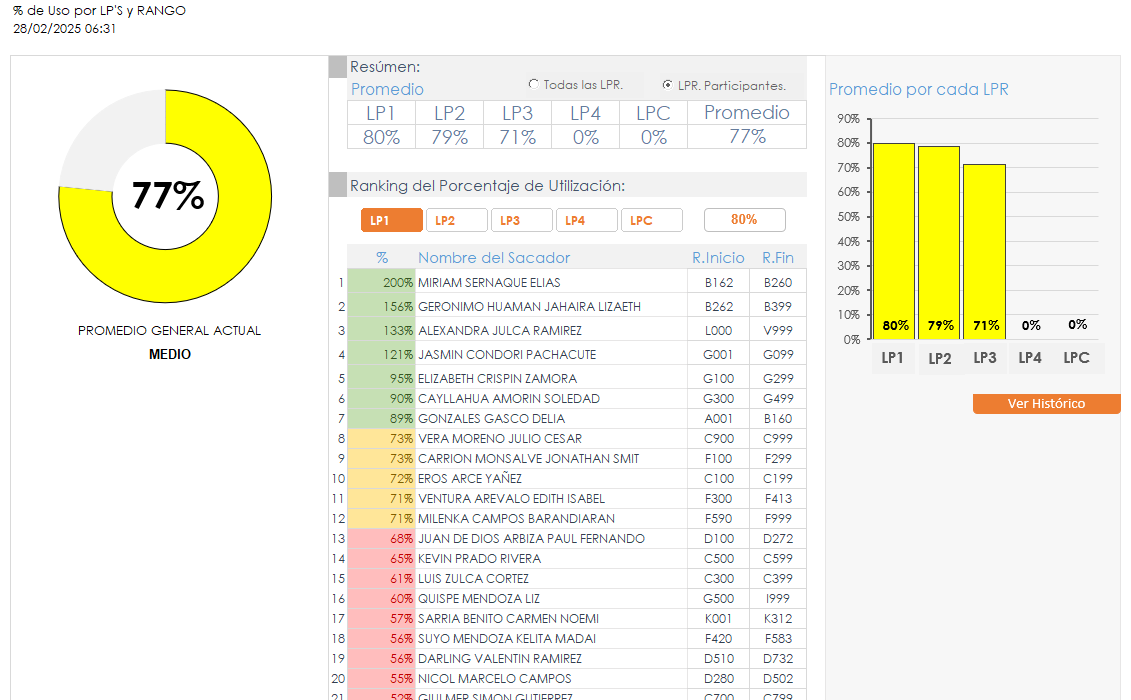 % de Uso por LP'S y RANGO
28/02/2025 06:31
77%
PROMEDIO GENERAL ACTUAL
MEDIO
Resúmen:
Promedio
Todas las LPR.
LPR. Participantes.
LP1 LP2 LP3 LP4 LPC Promedio
80% 79% 71% 0% 0% 77%
Ranking del Porcentaje de Utilización:
LP1 LP2 LP3 LP4 LPC 80%
% Nombre del Sacador R.Inicio R.Fin
1 200% MIRIAM SERNAQUE ELIAS B162 B260
2 156% GERONIMO HUAMAN JAHAIRA LIZAETH B262 B399
3 133% ALEXANDRA JULCA RAMIREZ L000 V999
4 121% JASMIN CONDORI PACHACUTE G001 G099
5 95% ELIZABETH CRISPIN ZAMORA G100 G299
6 90% CAYLLAHUA AMORIN SOLEDAD G300 G499
7 89% GONZALES GASCO DELIA A001 B160
8 73% VERA MORENO JULIO CESAR C900 C999
9 73% CARRION MONSALVE JONATHAN SMIT F100 F299
10 72% EROS ARCE YAÑEZ C100 C199
11 71% VENTURA AREVALO EDITH ISABEL F300 F413
12 71% MILENKA CAMPOS BARANDIARAN F590 F999
13 68% JUAN DE DIOS ARBIZA PAUL FERNANDO D100 D272
14 65% KEVIN PRADO RIVERA C500 C599
15 61% LUIS ZULCA CORTEZ C300 C399
16 60% QUISPE MENDOZA LIZ G500 I999
17 57% SARRIA BENITO CARMEN NOEMI K001 K312
18 56% SUYO MENDOZA KELITA MADAI F420 F583
19 56% DARLING VALENTIN RAMIREZ D510 D732
20 55% NICOL MARCELO CAMPOS D280 D502
21 52% GIULMER SIMON GUTIERREZ C700 C799
Promedio por cada LPR
90%
80%
70%
60%
50%
40%
30%
20%
10%
0%
80% 79% 71% 0% 0%
LP1 LP2 LP3 LP4 LPC
Ver Histórico